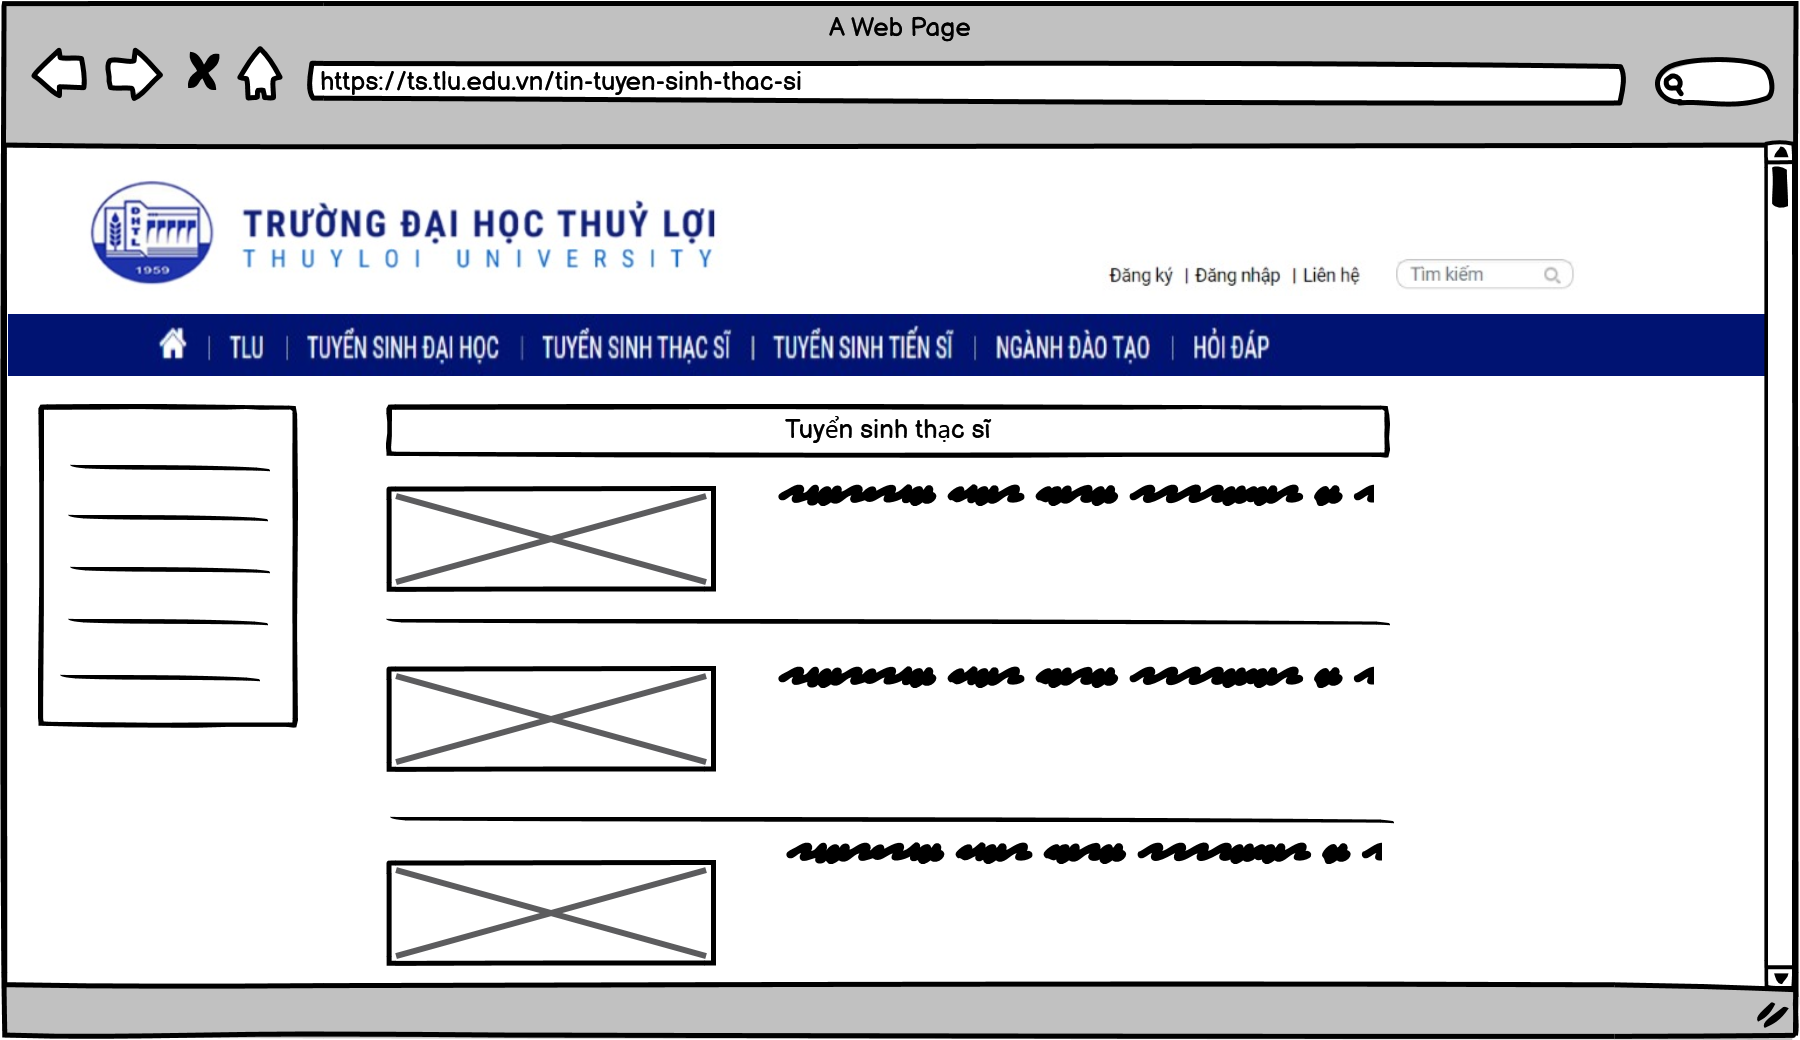 A Web Page
https://ts.tlu.edu.vn/tin-tuyen-sinh-thac-si
DHTL
1959
TRƯỜNG ĐẠI HỌC THUỶ LỢI
THUYLOI UNIVERSITY
Đăng ký | Đăng nhập | Liên hệ
Tìm kiếm
TLU | TUYỂN SINH ĐẠI HỌC | TUYỂN SINH THẠC SĨ | TUYỂN SINH TIẾN SĨ | NGÀNH ĐÀO TẠO | HỎI ĐÁP
Tuyển sinh thạc sĩ